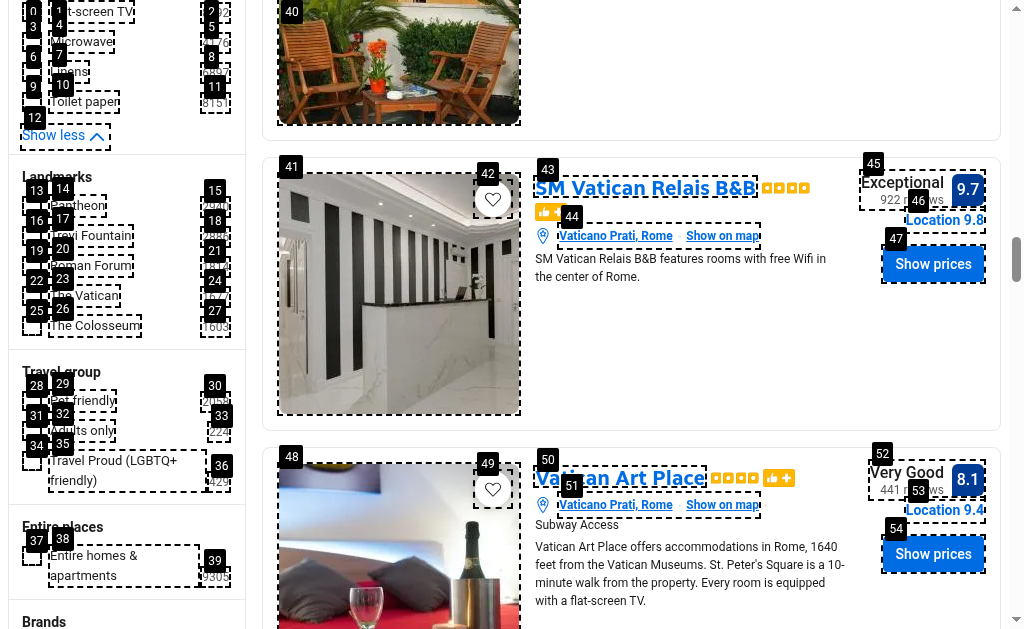 0
1
Flat-screen TV
2
3
4
Microwave
5
4176
6
7
Linens
8
6897
9
10
Toilet paper
11
8151
12
Show less
Landmarks
13
14
Pantheon
15
16
17
Trevi Fountain
18
19
20
Roman Forum
21
22
23
The Vatican
24
25
26
The Colosseum
27
1603
Travel group
28
29
Pet friendly
30
2058
31
32
Adults only
33
224
34
35
Travel Proud (LGBTQ+
friendly)
36
429
Entire places
37
38
Entire homes &
apartments
39
9305
Brands
40
41
42
43
SM Vatican Relais B&B
44
Vaticano Prati, Rome · Show on map
SM Vatican Relais B&B features rooms with free Wifi in
the center of Rome.
45
Exceptional
922 reviews
9.7
46
Location 9.8
47
Show prices
48
49
50
Vatican Art Place
51
Vaticano Prati, Rome · Show on map
Subway Access
Vatican Art Place offers accommodations in Rome, 1640
feet from the Vatican Museums. St. Peter's Square is a 10-
minute walk from the property. Every room is equipped
with a flat-screen TV.
52
Very Good
441 reviews
8.1
53
Location 9.4
54
Show prices